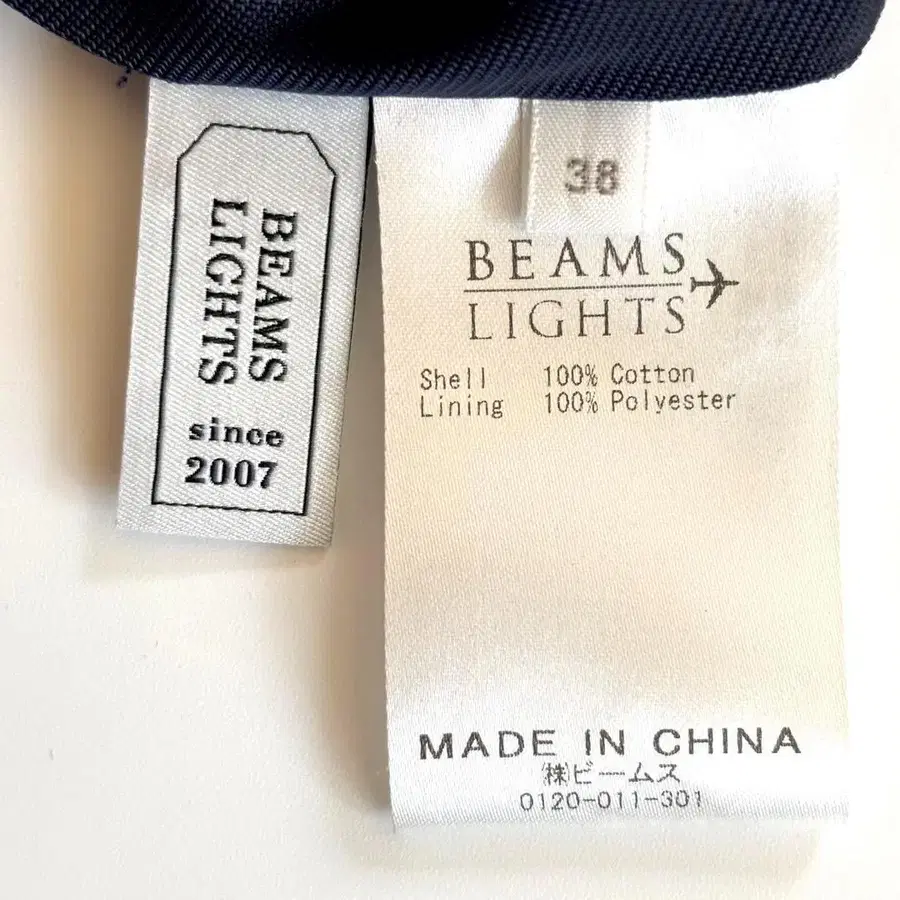 BEAMS
LIGHTS
since
2007
38
BEAMS
LIGHTS
Shell 100% Cotton
Lining 100% Polyester
MADE IN CHINA
㈱ビームス
0120-011-301